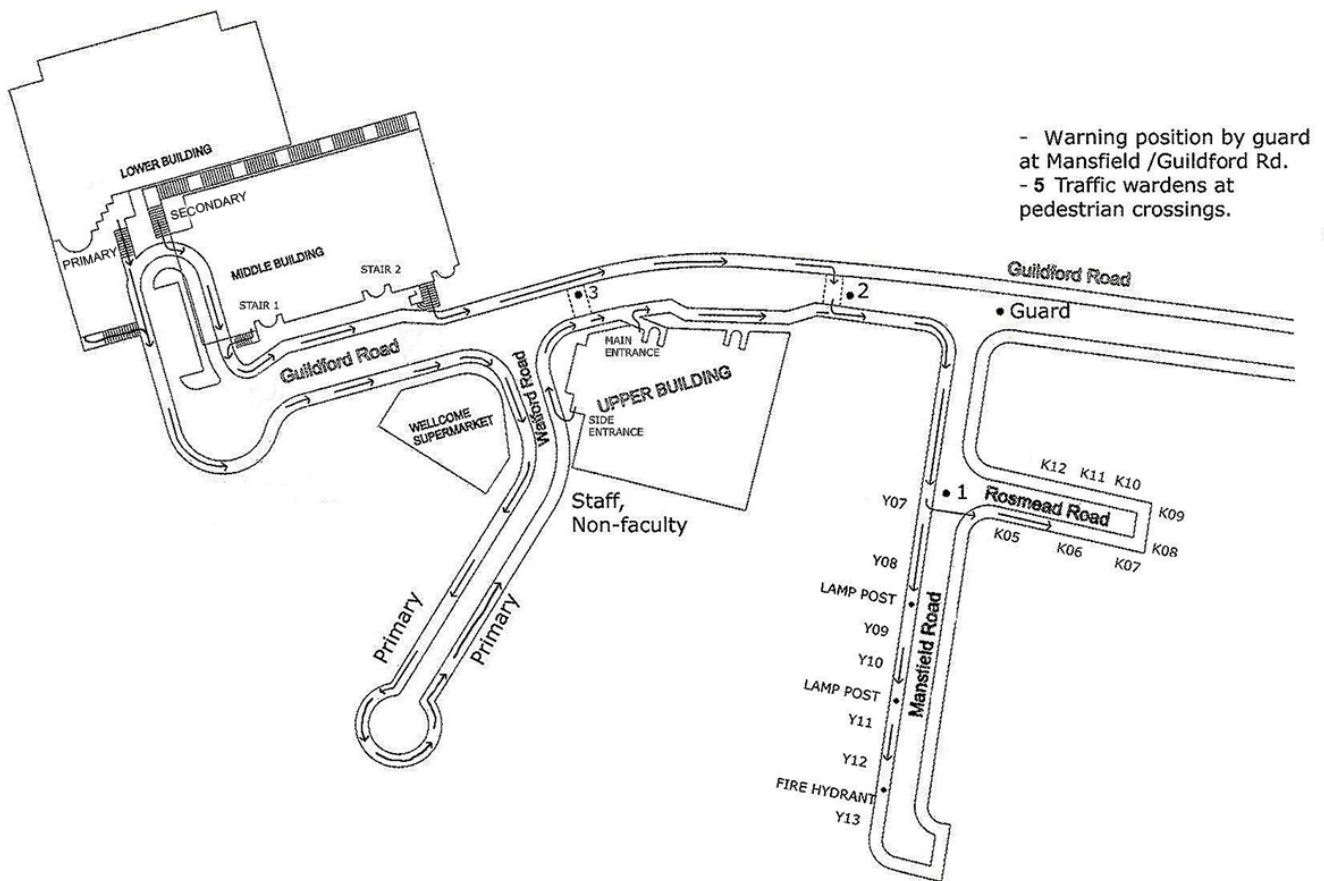 - Warning position by guard
at Mansfield /Guildford Rd.
- 5 Traffic wardens at
pedestrian crossings.
LOWER BUILDING
SECONDARY
PRIMARY
MIDDLE BUILDING
STAIR 2
STAIR 1
Guildford Road
3
2
Guard
Guildford Road
MAIN
ENTRANCE
UPPER BUILDING
Watford Road
WELLCOME
SUPERMARKET
SIDE
ENTRANCE
Staff,
Non-faculty
Primary
Primary
K12
K11
K10
Rosmead Road
K09
K08
K07
K06
K05
1
Y07
Y08
LAMP POST
Y09
Y10
LAMP POST
Mansfield Road
Y11
Y12
FIRE HYDRANT
Y13